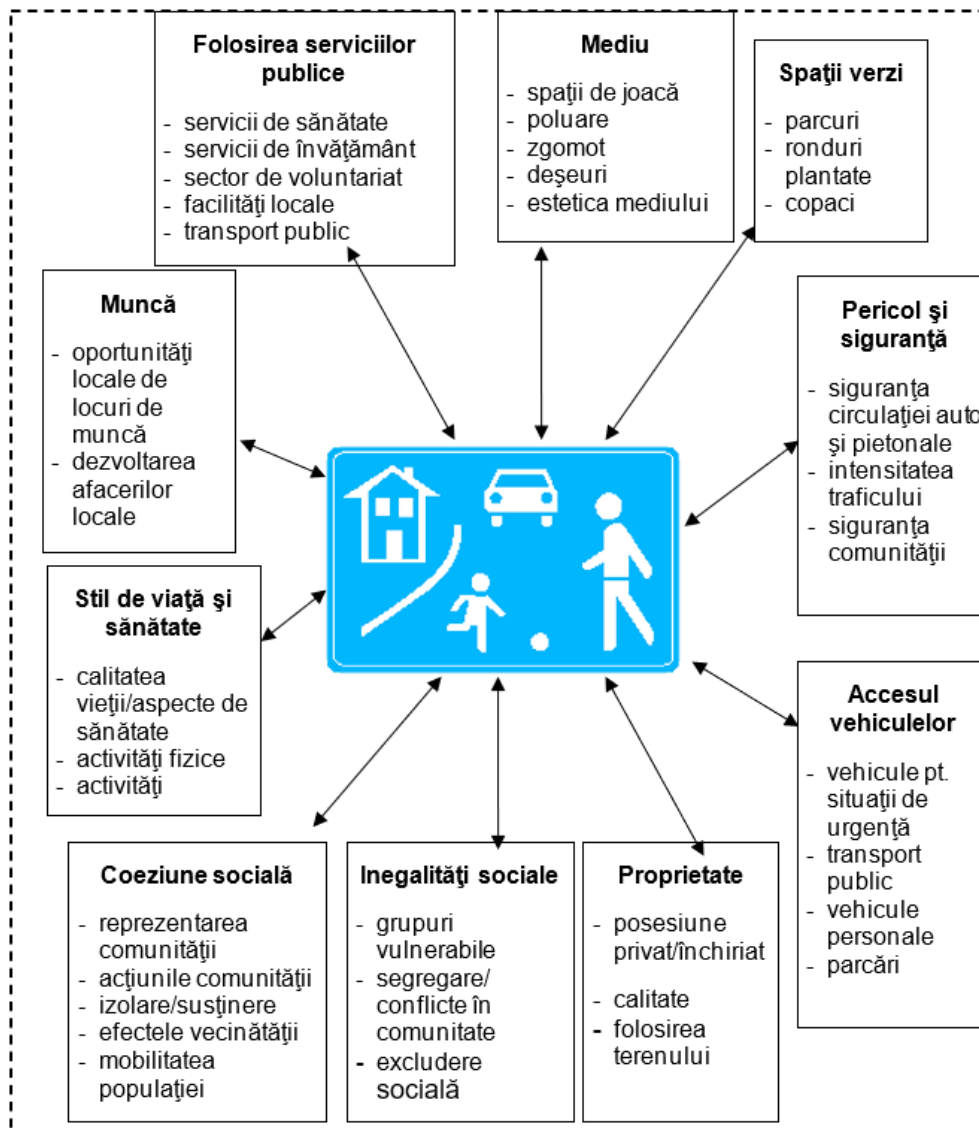 Folosirea serviciilor
publice
- servicii de sănătate
- servicii de învăţământ
- sector de voluntariat
- facilităţi locale
- transport public
Mediu
- spaţii de joacă
- poluare
- zgomot
- deşeuri
- estetica mediului
Spaţii verzi
- parcuri
- ronduri
plantate
- copaci
Muncă
- oportunităţi
locale de
locuri de
muncă
- dezvoltarea
afacerilor
locale
Pericol şi
siguranţă
- siguranţa
circulaţiei auto
şi pietonale
- intensitatea
traficului
- siguranţa
comunităţii
Stil de viaţă şi
sănătate
- calitatea
vieţii/aspecte de
sănătate
- activităţi fizice
- activităţi
Accesul
vehiculelor
- vehicule pt.
situaţii de
urgenţă
- transport
public
- vehicule
personale
- parcări
Coeziune socială
- reprezentarea
comunităţii
- acţiunile comunităţii
- izolare/susţinere
- efectele vecinătăţii
- mobilitatea
populaţiei
Inegalităţi sociale
- grupuri
vulnerabile
- segregare/
conflicte în
comunitate
- excludere
socială
Proprietate
- posesiune
privat/închiriat
- calitate
- folosirea
terenului